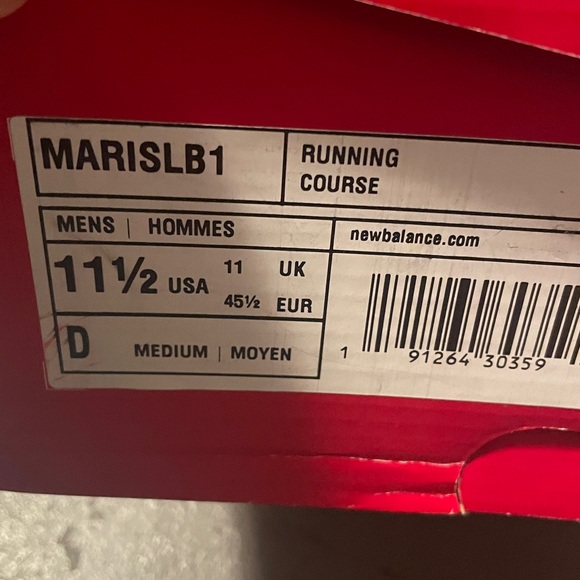 MARISLB1
RUNNING
COURSE
MENS | HOMMES
newbalance.com
11½ USA
11 UK
45½ EUR
D MEDIUM | MOYEN
1 91264 30359